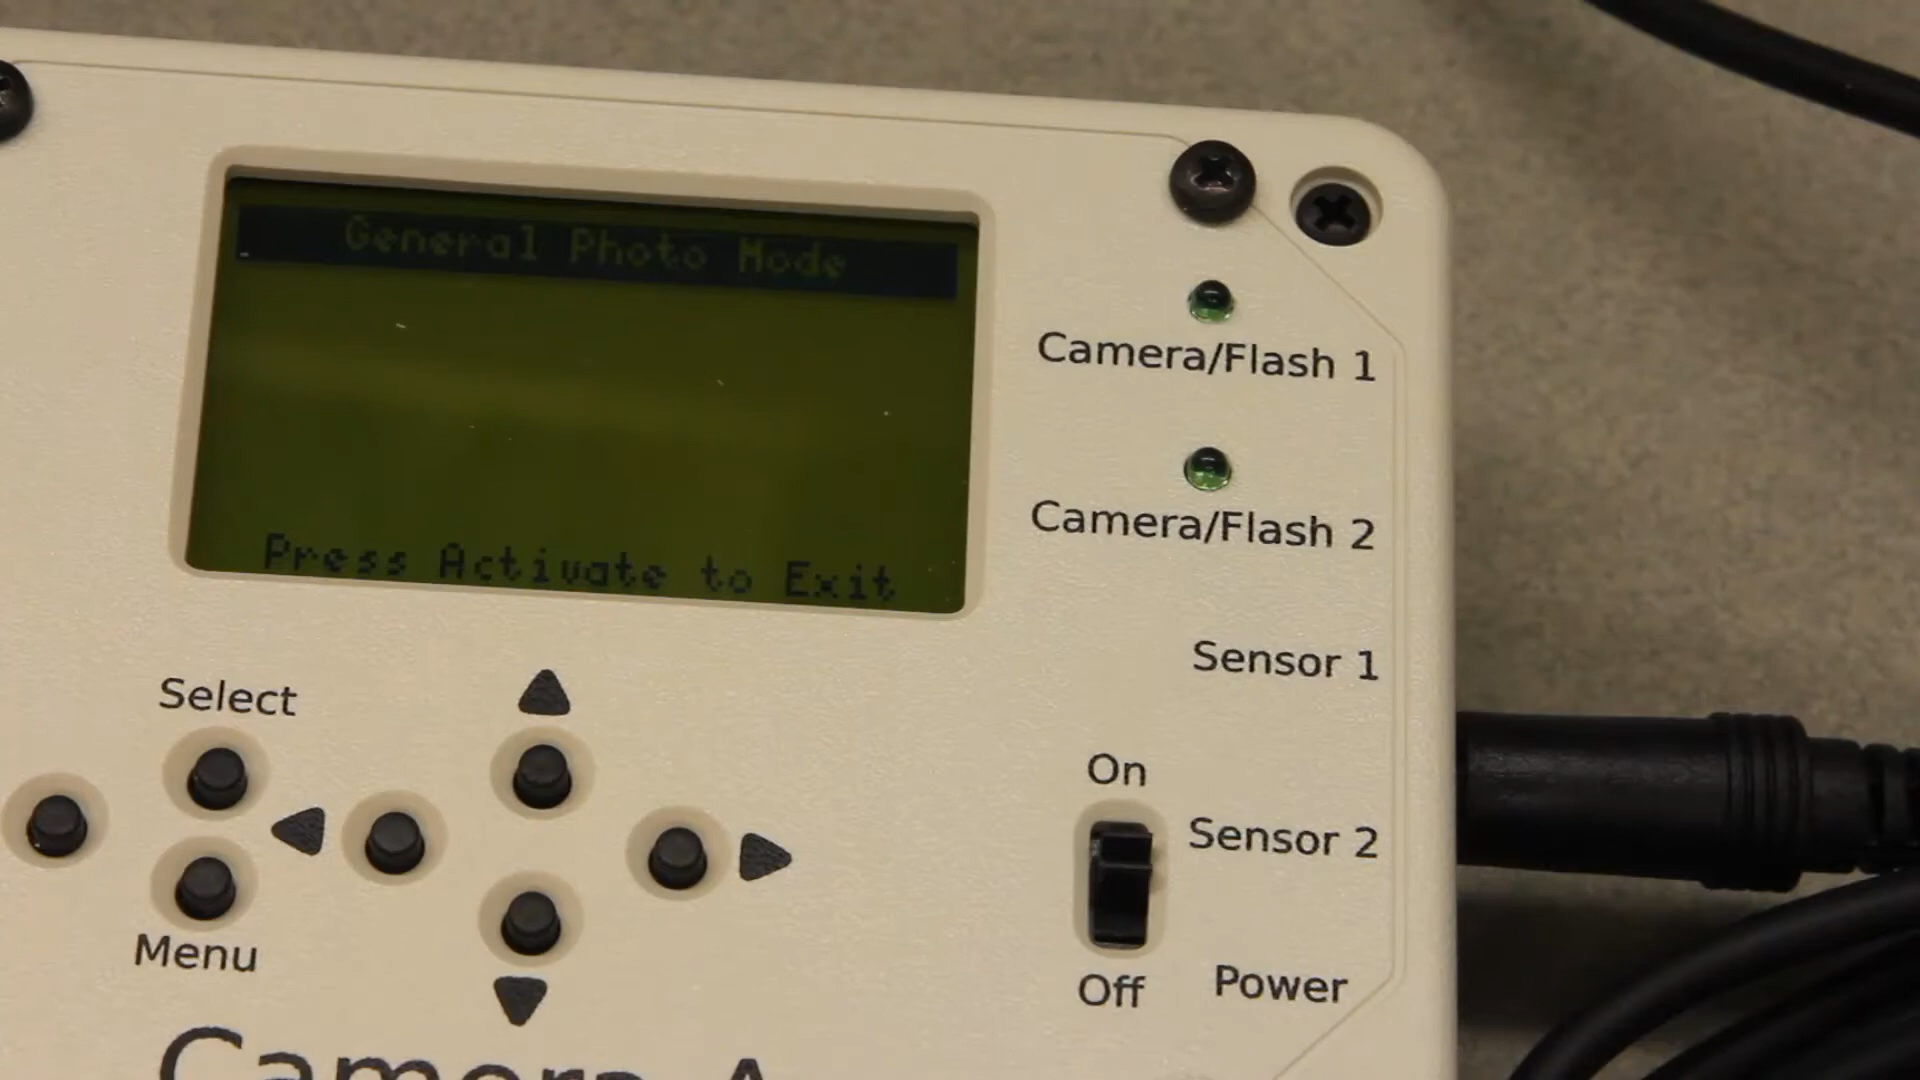 General Photo Mode
Press Activate to Exit
Camera/Flash 1
Camera/Flash 2
Sensor 1
Select
On
Sensor 2
Menu
Off
Power
Camera A